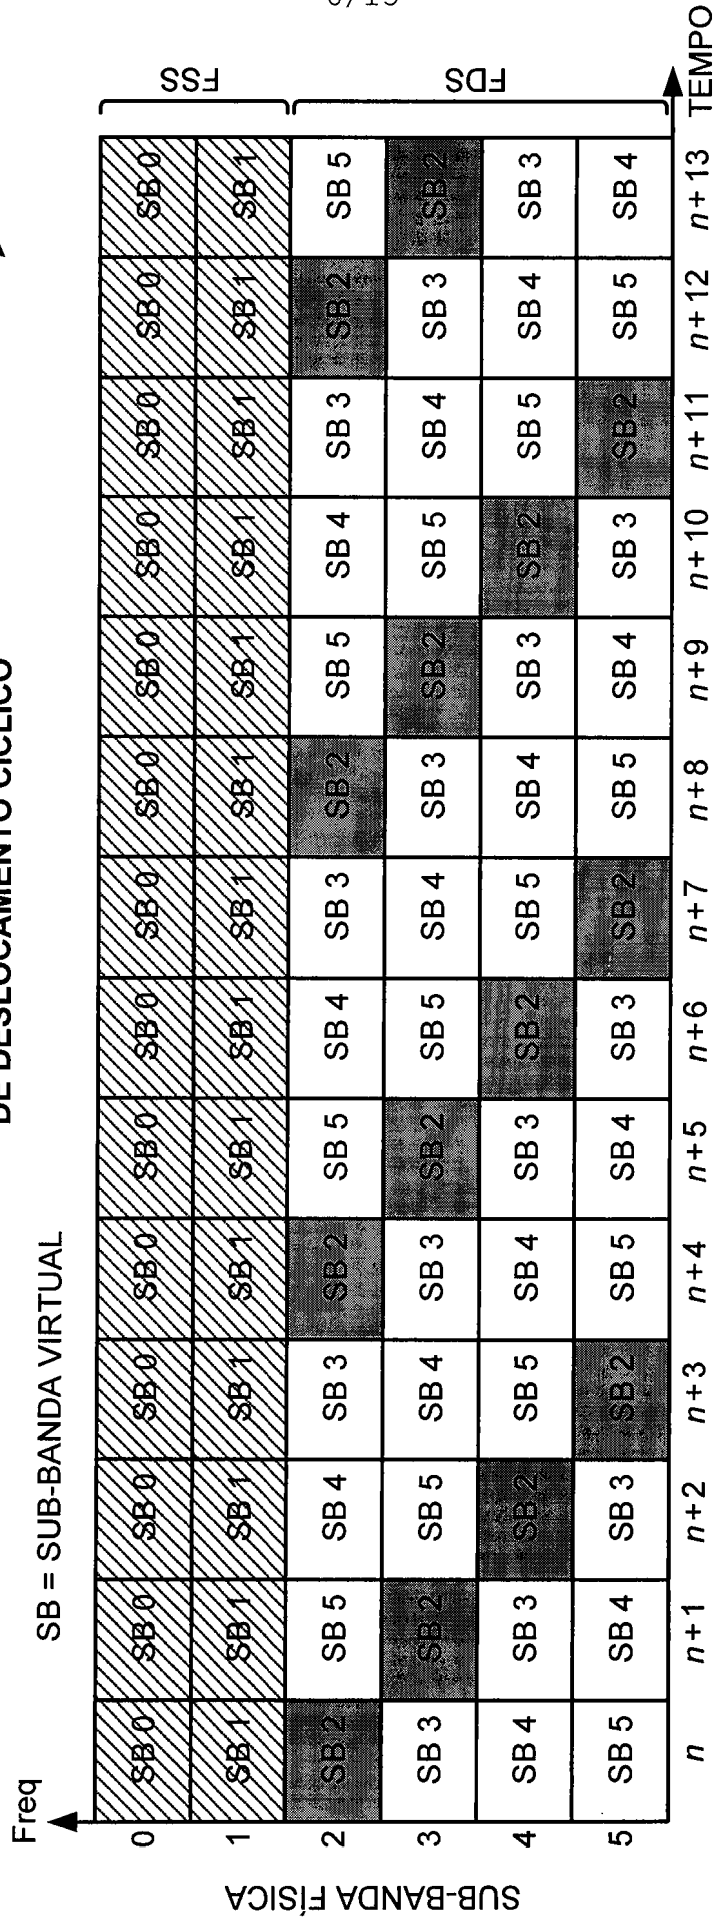 DE DESLOCAMENTO CÍCLICO
SB = SUB-BANDA VIRTUAL
Freq
SUB-BANDA FÍSICA
0 SB 0 SB 0 SB 0 SB 0 SB 0 SB 0 SB 0 SB 0 SB 0 SB 0 SB 0 SB 0 SB 0 SB 0
1 SB 1 SB 1 SB 1 SB 1 SB 1 SB 1 SB 1 SB 1 SB 1 SB 1 SB 1 SB 1 SB 1 SB 1
FSS
2 SB 2 SB 5 SB 4 SB 3 SB 2 SB 5 SB 4 SB 3 SB 2 SB 5 SB 4 SB 3 SB 2 SB 5
3 SB 3 SB 2 SB 5 SB 4 SB 3 SB 2 SB 5 SB 4 SB 3 SB 2 SB 5 SB 4 SB 3 SB 2
4 SB 4 SB 3 SB 2 SB 5 SB 4 SB 3 SB 2 SB 5 SB 4 SB 3 SB 2 SB 5 SB 4 SB 3
5 SB 5 SB 4 SB 3 SB 2 SB 5 SB 4 SB 3 SB 2 SB 5 SB 4 SB 3 SB 2 SB 5 SB 4
FDS
n n+1 n+2 n+3 n+4 n+5 n+6 n+7 n+8 n+9 n+10 n+11 n+12 n+13
TEMPO